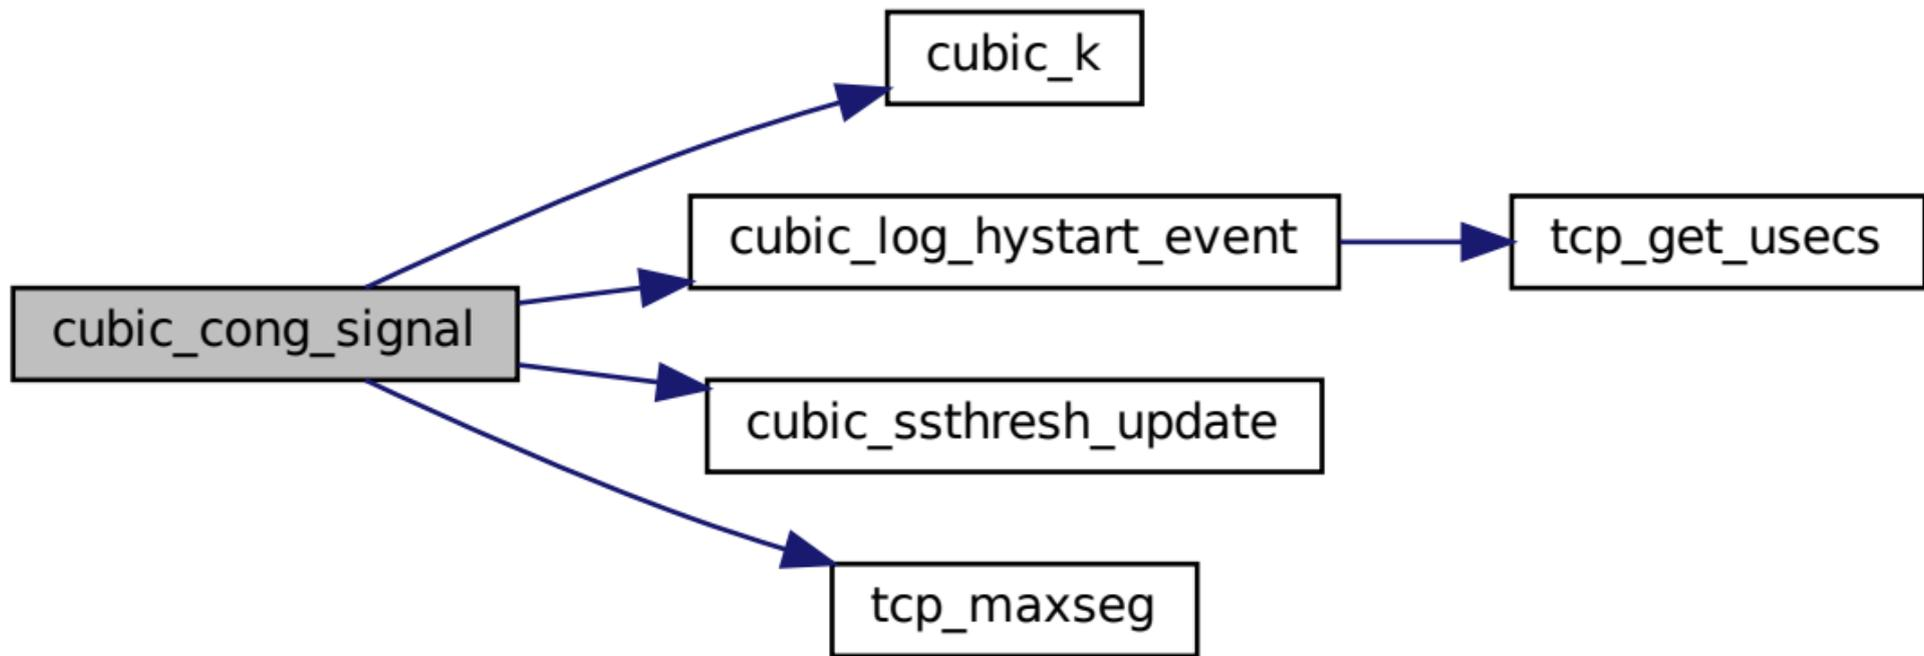 cubic_k
cubic_log_hystart_event
tcp_get_usecs
cubic_cong_signal
cubic_ssthresh_update
tcp_maxseg